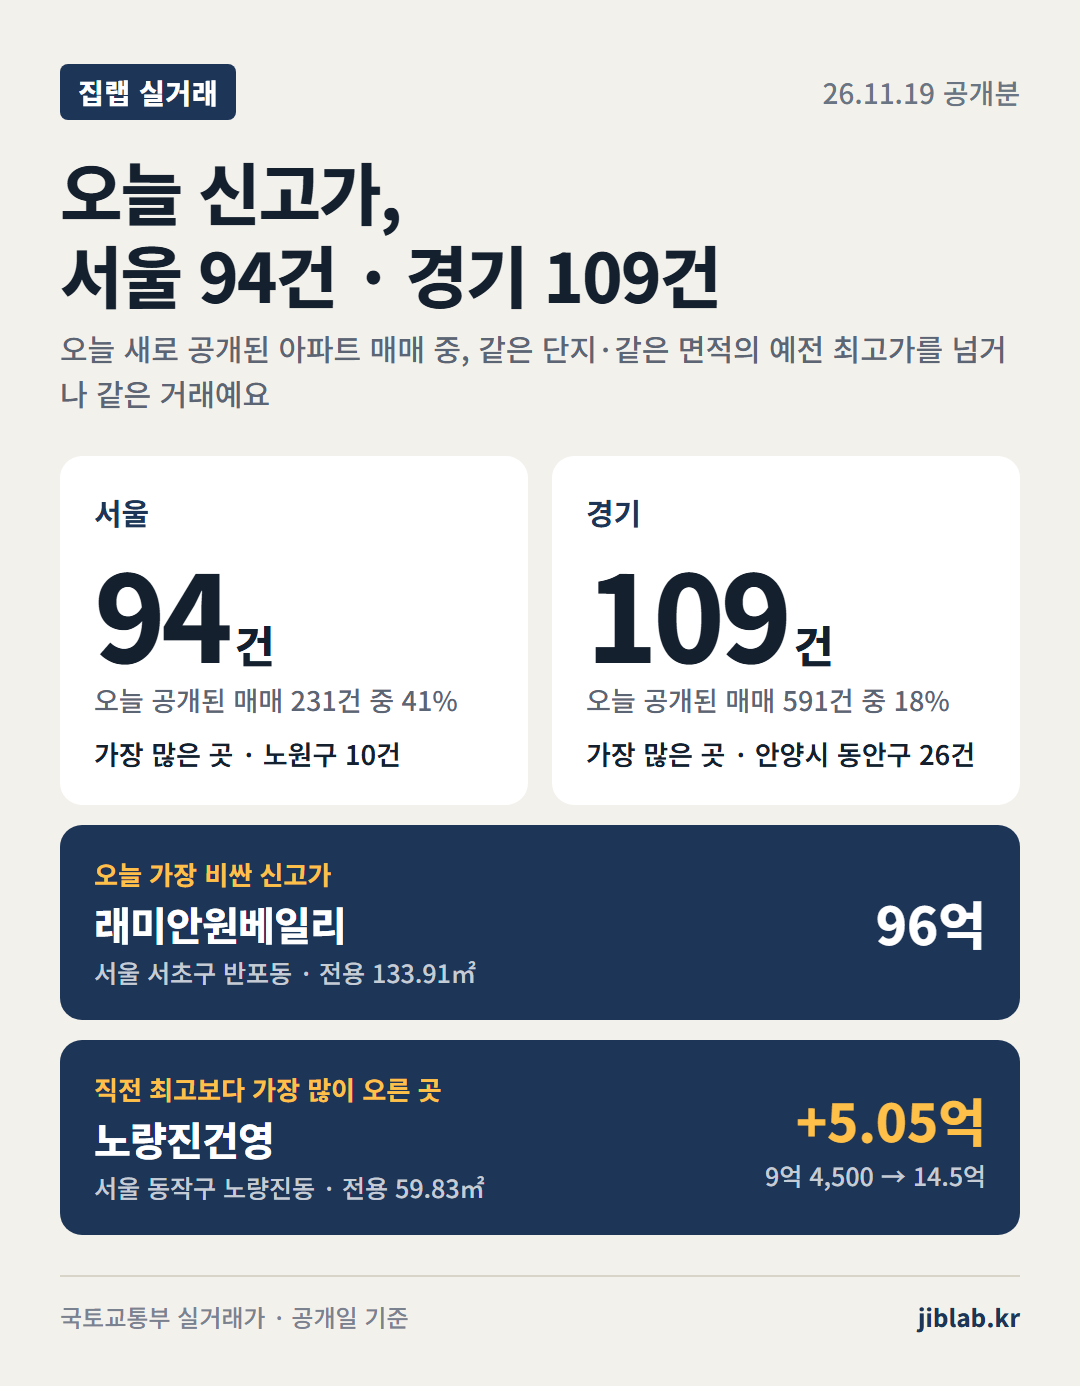 집랩 실거래
26.11.19 공개분
오늘 신고가,
서울 94건 · 경기 109건
오늘 새로 공개된 아파트 매매 중, 같은 단지·같은 면적의 예전 최고가를 넘거
나 같은 거래예요
서울
94건
오늘 공개된 매매 231건 중 41%
가장 많은 곳 · 노원구 10건
경기
109건
오늘 공개된 매매 591건 중 18%
가장 많은 곳 · 안양시 동안구 26건
오늘 가장 비싼 신고가
래미안원베일리
서울 서초구 반포동 · 전용 133.91㎡
96억
직전 최고보다 가장 많이 오른 곳
노량진건영
서울 동작구 노량진동 · 전용 59.83㎡
+5.05억
9억 4,500 → 14.5억
국토교통부 실거래가 · 공개일 기준
jiblab.kr